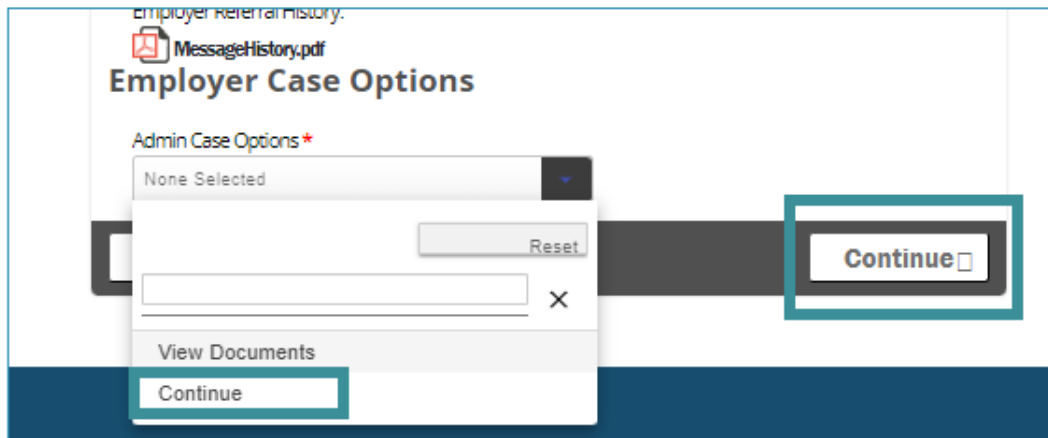 Employer Referral History:
MessageHistory.pdf
Employer Case Options
Admin Case Options *
None Selected
Reset
Continue
View Documents
Continue